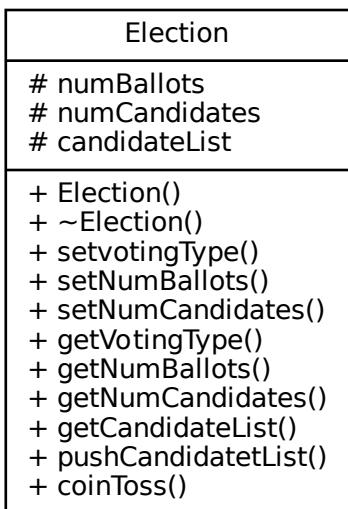 Election
# numBallots
# numCandidates
# candidateList
+ Election()
+ ~Election()
+ setvotingType()
+ setNumBallots()
+ setNumCandidates()
+ getVotingType()
+ getNumBallots()
+ getNumCandidates()
+ getCandidateList()
+ pushCandidatetList()
+ coinToss()